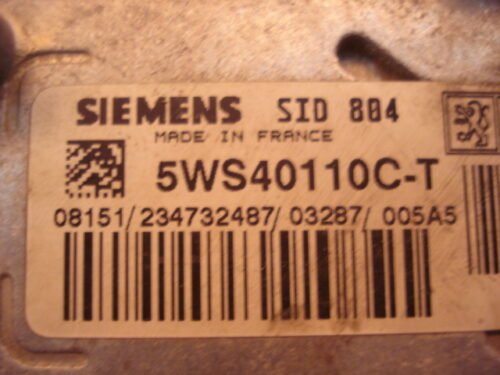 SIEMENS SID 804
MADE IN FRANCE
5WS40110C-T
08151/234732487/03287/005A5